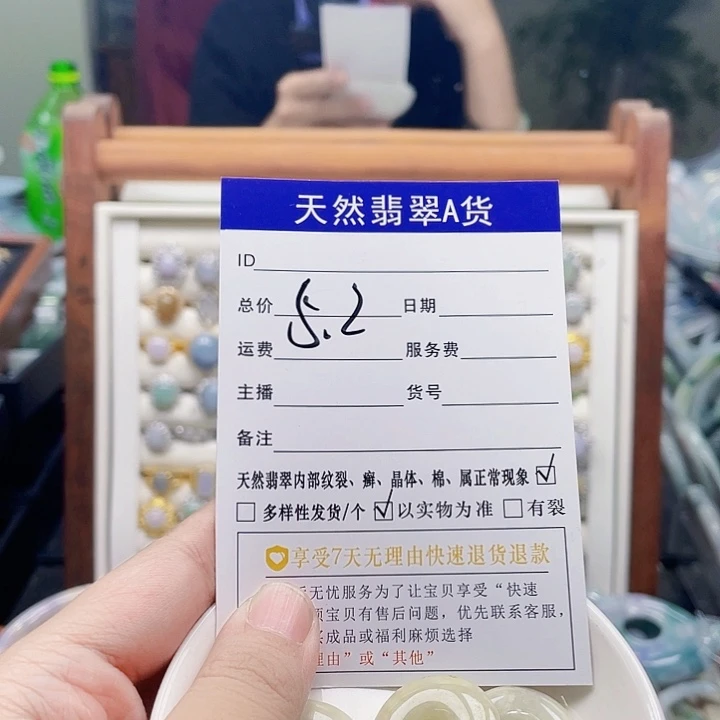 天然翡翠A货
ID
总价 5.2 日期
运费 服务费
主播 货号
备注
天然翡翠内部纹裂、癣、晶体、棉、属正常现象 ☑
☐ 多样性发货/个 ☑以实物为准 ☐ 有裂
享受7天无理由快速退货退款
无忧服务为了让宝贝享受“快速
宝贝有售后问题，优先联系客服，
成品或福利麻烦选择
理由”或“其他”